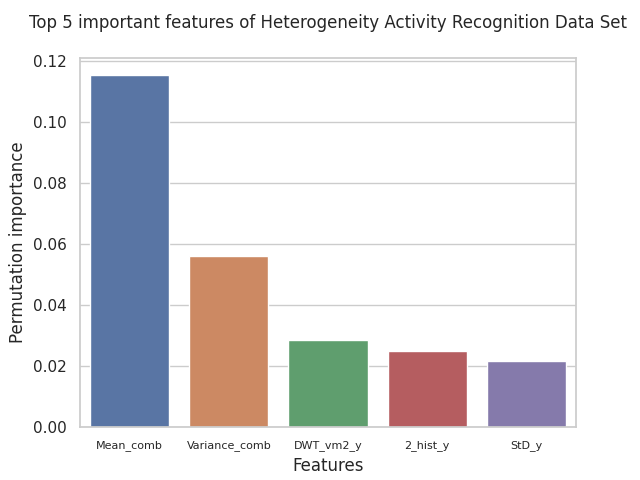 Top 5 important features of Heterogeneity Activity Recognition Data Set
0.12
0.10
0.08
0.06
0.04
0.02
0.00
Permutation importance
Mean_comb
Variance_comb
DWT_vm2_y
2_hist_y
StD_y
Features